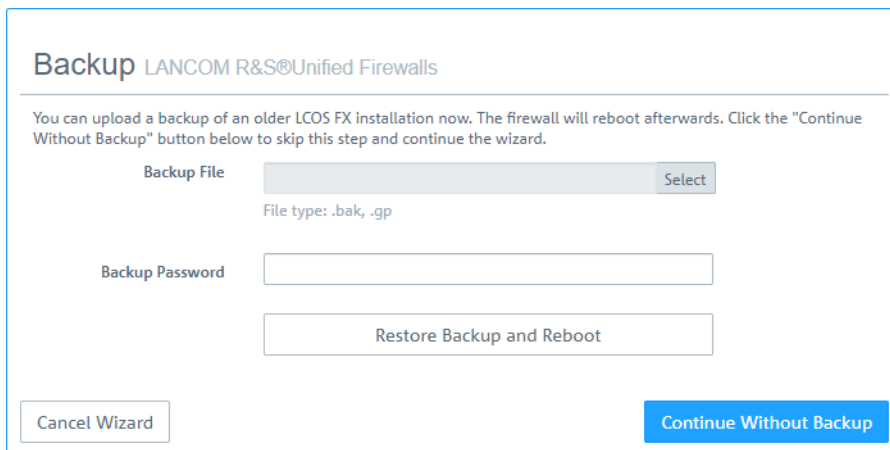 Backup LANCOM R&S®Unified Firewalls
You can upload a backup of an older LCOS FX installation now. The firewall will reboot afterwards. Click the "Continue
Without Backup" button below to skip this step and continue the wizard.
Backup File
Select
File type: .bak, .gp
Backup Password
Restore Backup and Reboot
Cancel Wizard
Continue Without Backup